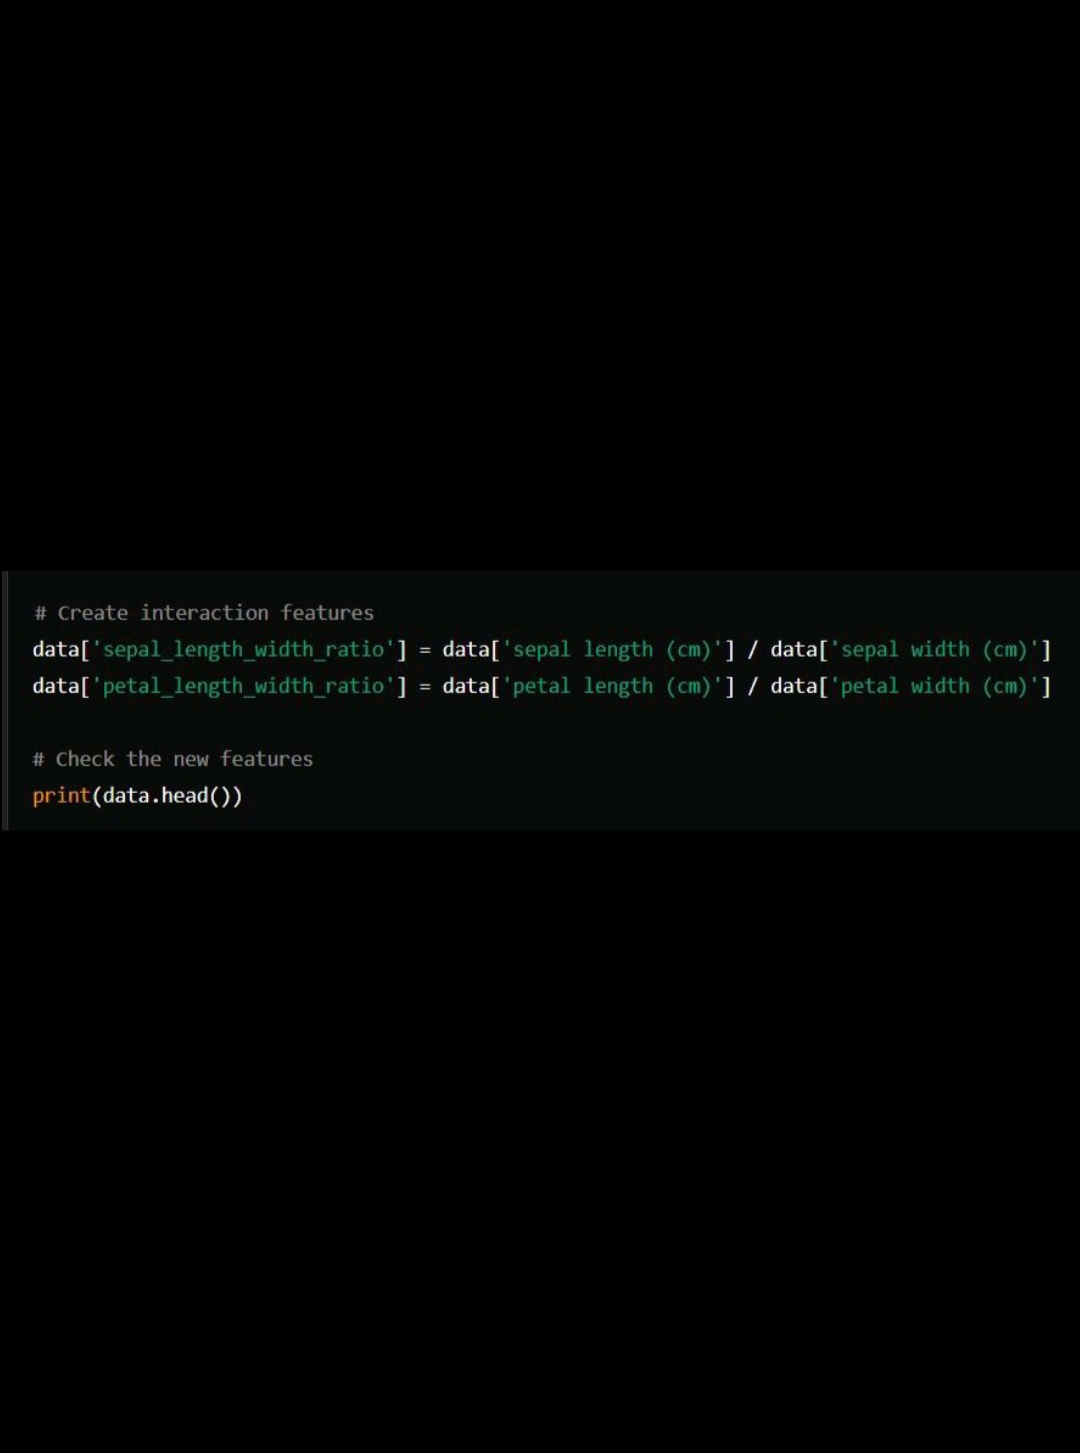 # Create interaction features
data['sepal_length_width_ratio'] = data['sepal length (cm)'] / data['sepal width (cm)']
data['petal_length_width_ratio'] = data['petal length (cm)'] / data['petal width (cm)']
# Check the new features
print(data.head())